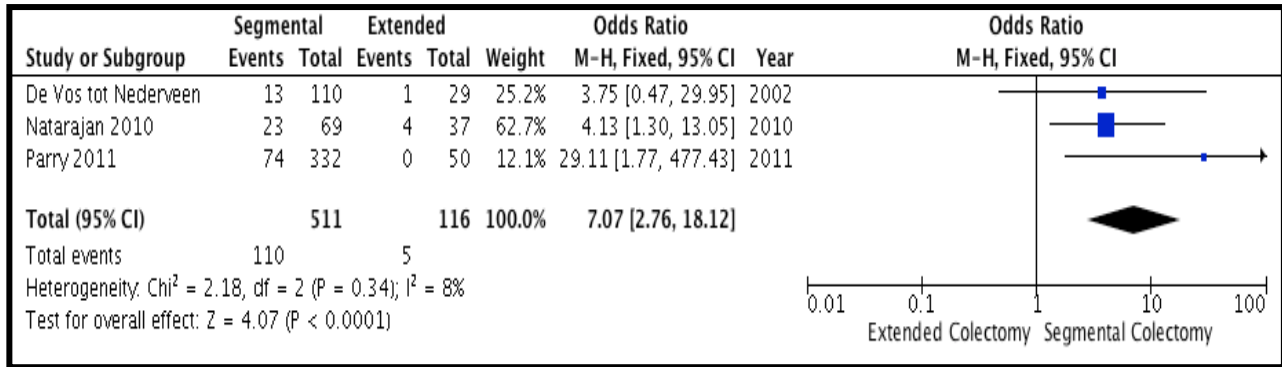 Segmental Extended Odds Ratio Odds Ratio
Study or Subgroup Events Total Events Total Weight M-H, Fixed, 95% CI Year M-H, Fixed, 95% CI
De Vos tot Nederveen 13 110 1 29 25.2% 3.75 [0.47, 29.95] 2002
Natarajan 2010 23 69 4 37 62.7% 4.13 [1.30, 13.05] 2010
Parry 2011 74 332 0 50 12.1% 29.11 [1.77, 477.43] 2011
Total (95% CI) 511 116 100.0% 7.07 [2.76, 18.12]
Total events 110 5
Heterogeneity: Chi² = 2.18, df = 2 (P = 0.34); I² = 8%
Test for overall effect: Z = 4.07 (P < 0.0001)
0.01 0.1 1 10 100
Extended Colectomy Segmental Colectomy